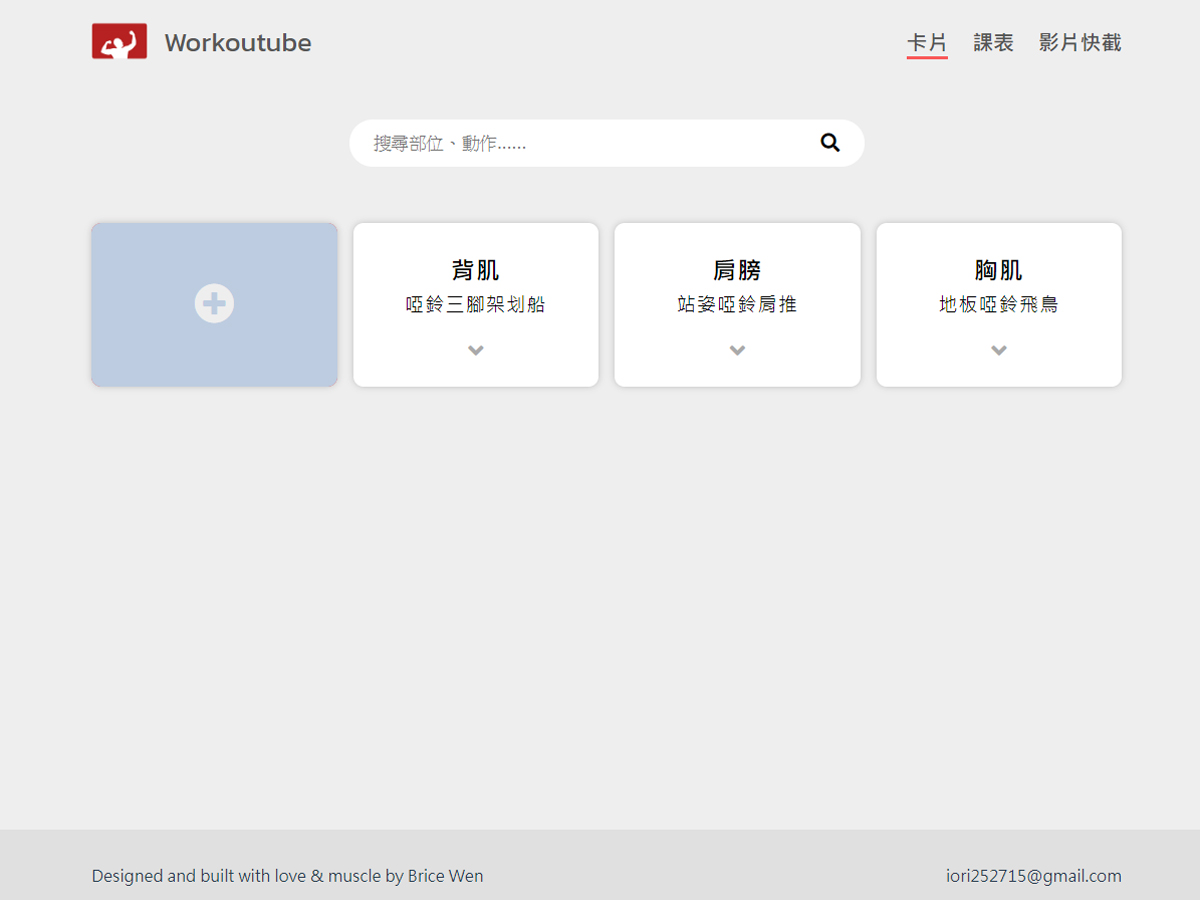 Workoutube
卡片 課表 影片快截
搜尋部位、動作......
背肌
啞鈴三腳架划船
肩膀
站姿啞鈴肩推
胸肌
地板啞鈴飛鳥
Designed and built with love & muscle by Brice Wen
iori252715@gmail.com